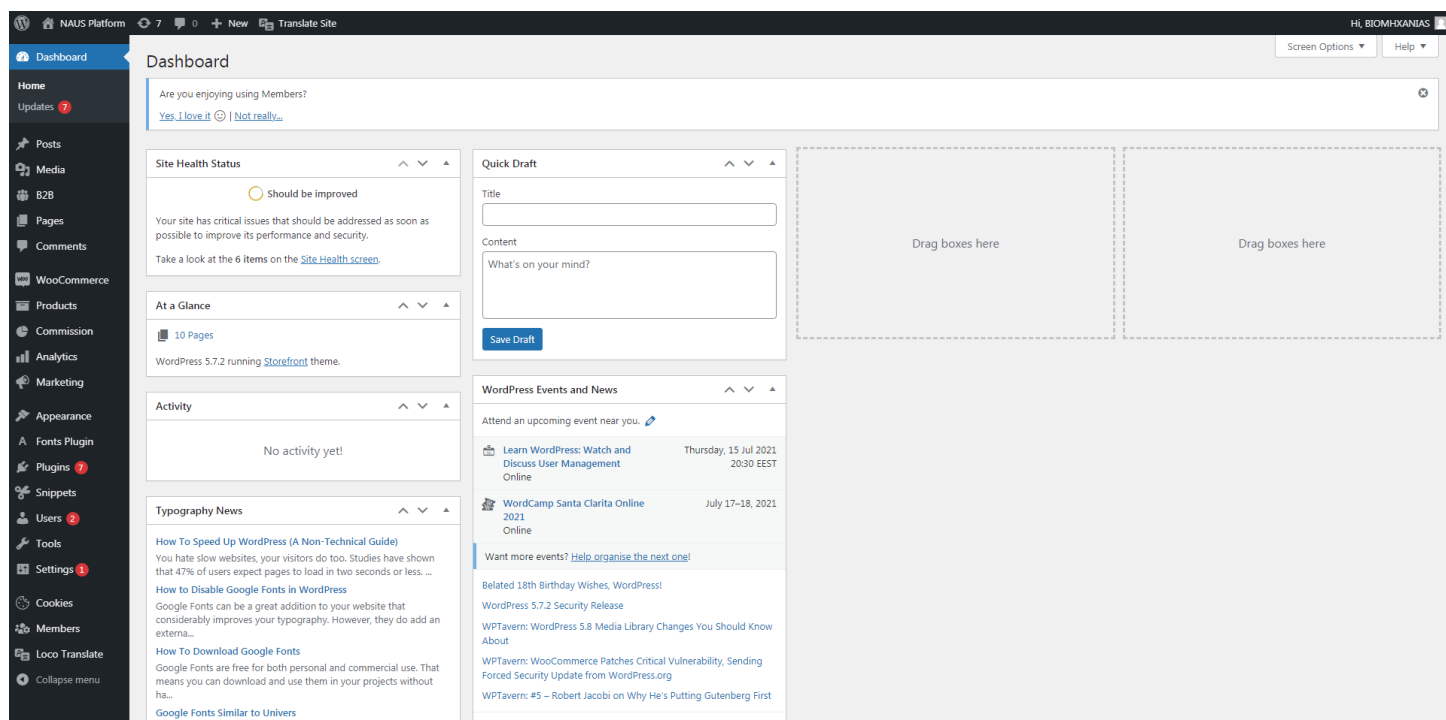 NAUS Platform 7 0 New Translate Site
Hi, BIOMHXANIAS
Dashboard
Home
Updates 7
Posts
Media
B2B
Pages
Comments
WooCommerce
Products
Commission
Analytics
Marketing
Appearance
Fonts Plugin
Plugins 7
Snippets
Users 2
Tools
Settings 1
Cookies
Members
Loco Translate
Collapse menu
Screen Options
Help
Dashboard
Are you enjoying using Members?
Yes, I love it | Not really...
Site Health Status
Should be improved
Your site has critical issues that should be addressed as soon as
possible to improve its performance and security.
Take a look at the 6 items on the Site Health screen.
At a Glance
10 Pages
WordPress 5.7.2 running Storefront theme.
Activity
No activity yet!
Typography News
How To Speed Up WordPress (A Non-Technical Guide)
You hate slow websites, your visitors do too. Studies have shown
that 47% of users expect pages to load in two seconds or less. ...
How to Disable Google Fonts in WordPress
Google Fonts can be a great addition to your website that
considerably improves your typography. However, they do add an
externa...
How To Download Google Fonts
Google Fonts are free for both personal and commercial use. That
means you can download and use them in your projects without
ha...
Google Fonts Similar to Univers
Quick Draft
Title
Content
What's on your mind?
Save Draft
WordPress Events and News
Attend an upcoming event near you.
Learn WordPress: Watch and
Discuss User Management
Online
Thursday, 15 Jul 2021
20:30 EEST
WordCamp Santa Clarita Online
2021
Online
July 17–18, 2021
Want more events? Help organise the next one!
Belated 18th Birthday Wishes, WordPress!
WordPress 5.7.2 Security Release
WPTavern: WordPress 5.8 Media Library Changes You Should Know
About
WPTavern: WooCommerce Patches Critical Vulnerability, Sending
Forced Security Update from WordPress.org
WPTavern: #5 – Robert Jacobi on Why He's Putting Gutenberg First
Drag boxes here
Drag boxes here